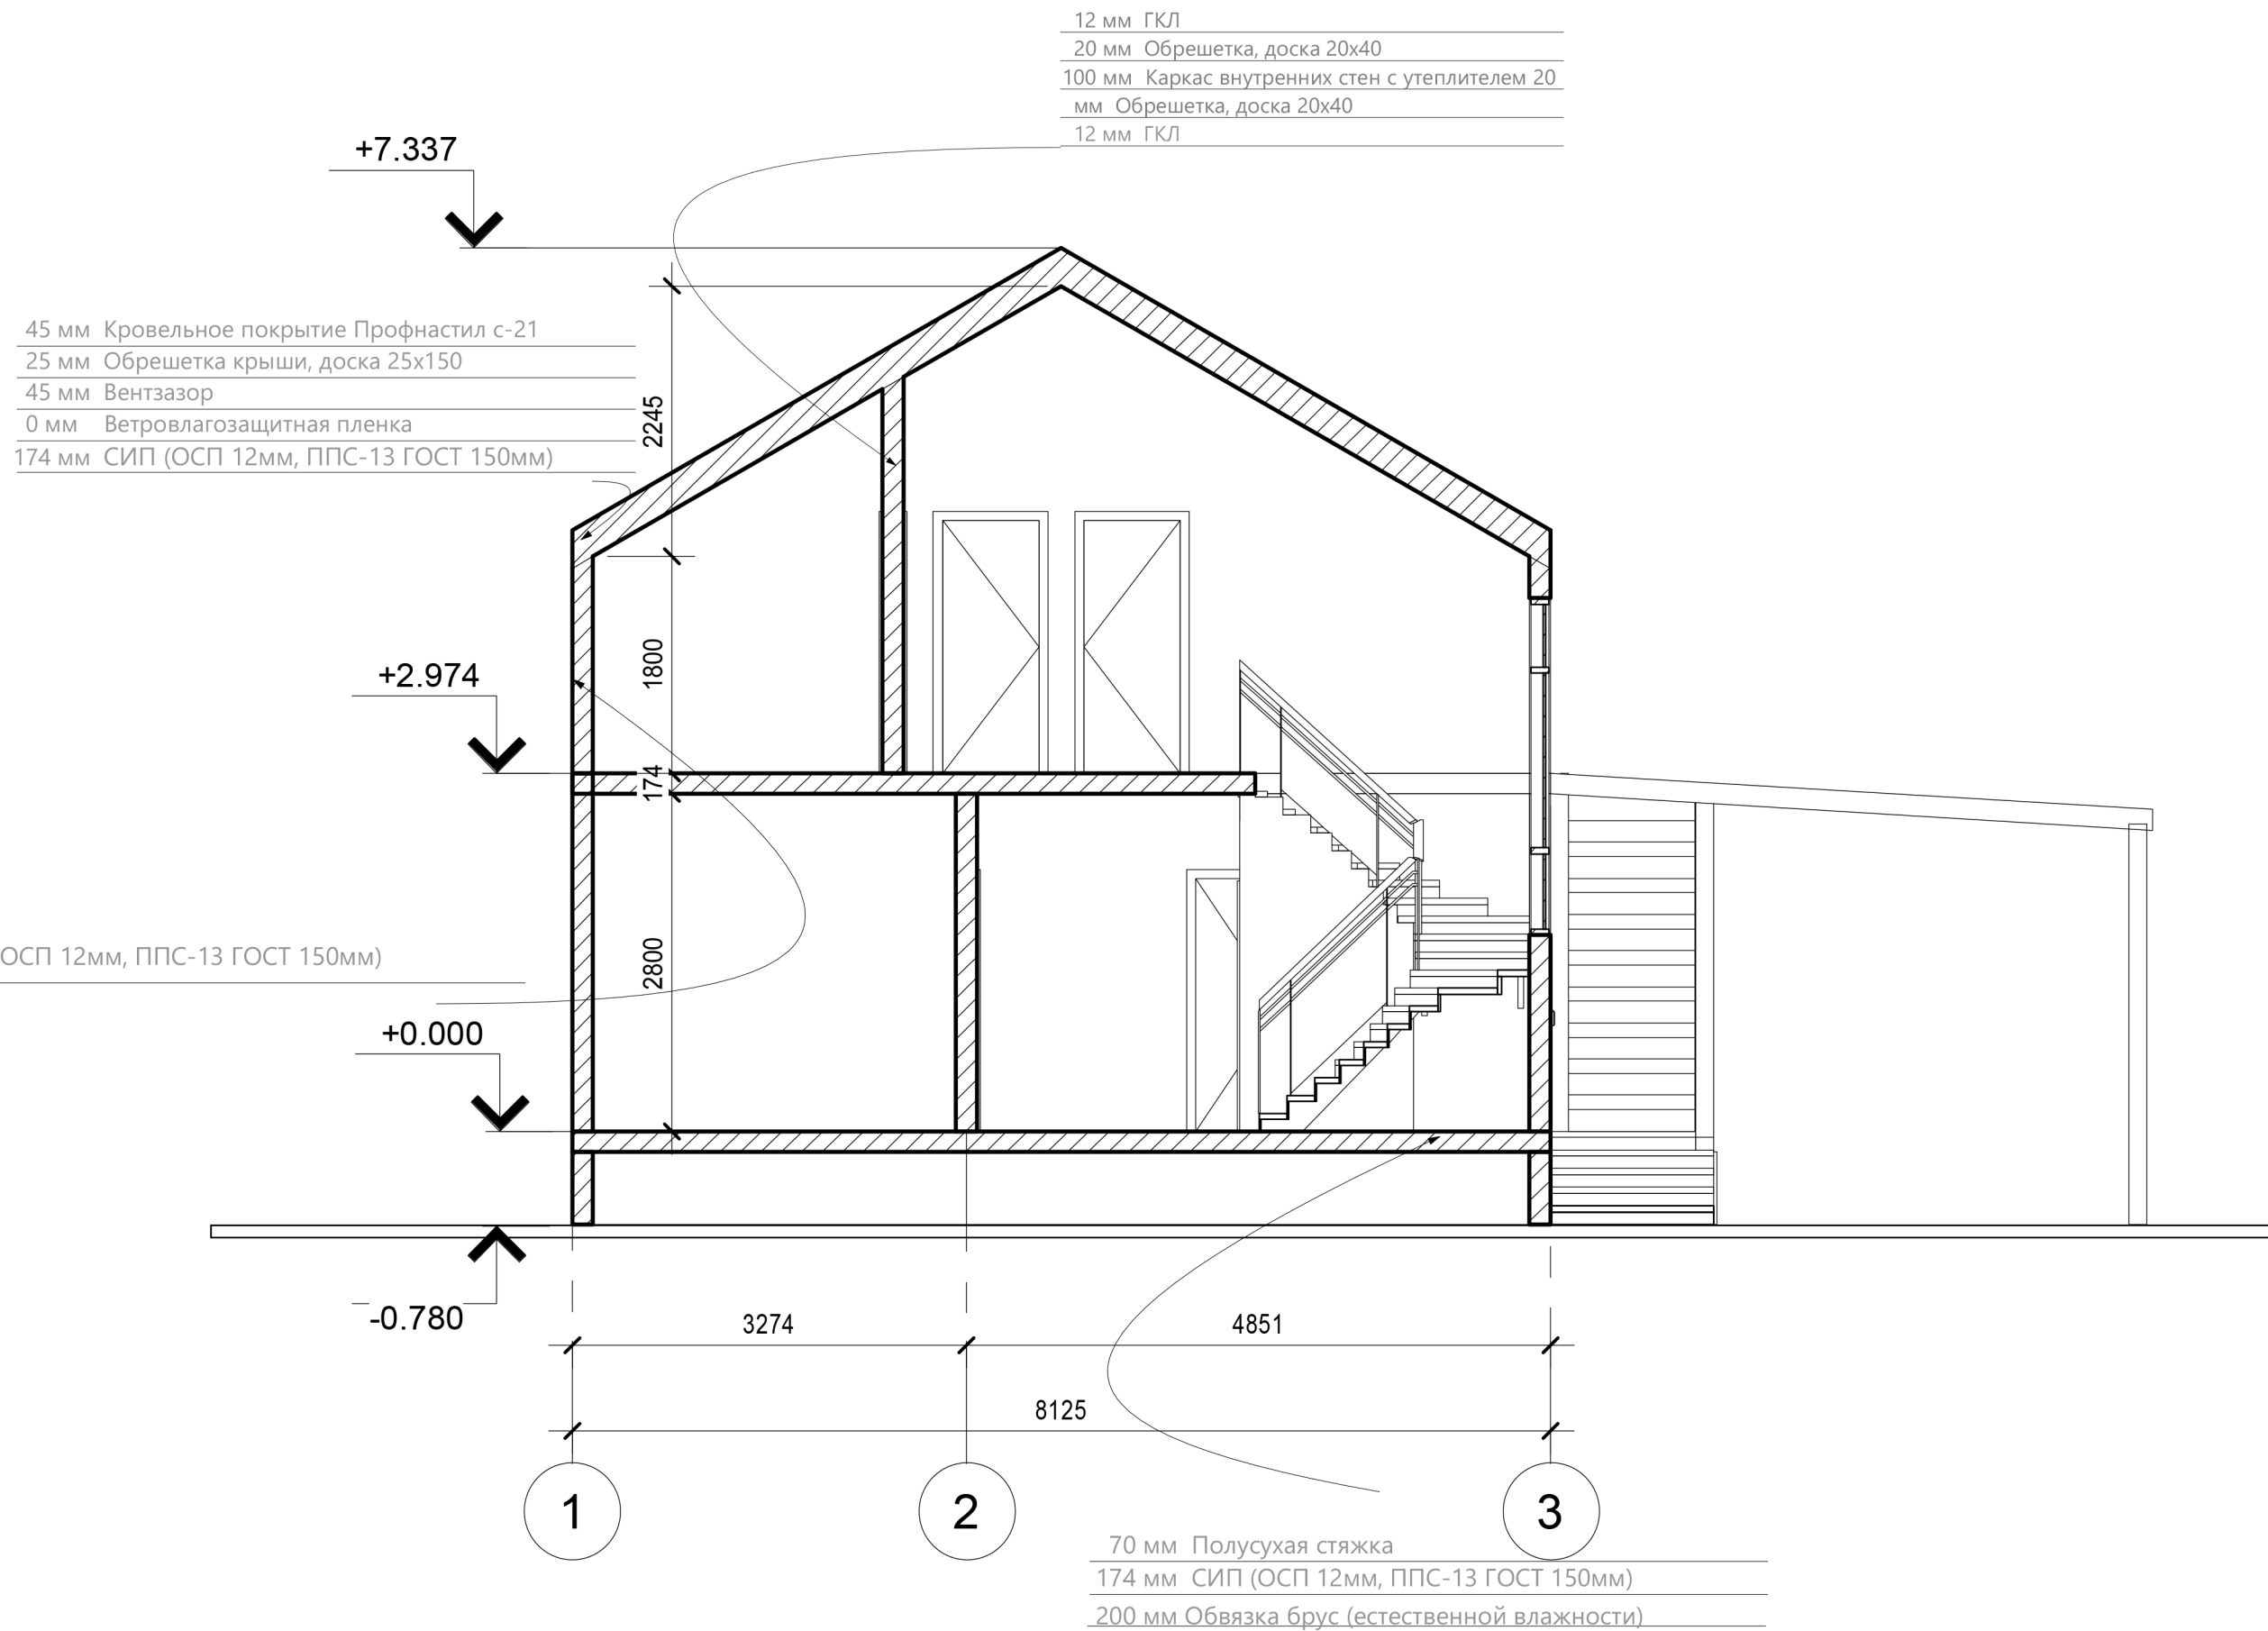 12 мм ГКЛ
20 мм Обрешетка, доска 20х40
100 мм Каркас внутренних стен с утеплителем 20
мм Обрешетка, доска 20х40
12 мм ГКЛ
+7.337
45 мм Кровельное покрытие Профнастил с-21
25 мм Обрешетка крыши, доска 25х150
45 мм Вентзазор
0 мм Ветровлагозащитная пленка
174 мм СИП (ОСП 12мм, ППС-13 ГОСТ 150мм)
2245
1800
+2.974
174
2800
ОСП 12мм, ППС-13 ГОСТ 150мм)
+0.000
-0.780
3274
4851
8125
1
2
3
70 мм Полусухая стяжка
174 мм СИП (ОСП 12мм, ППС-13 ГОСТ 150мм)
200 мм Обвязка брус (естественной влажности)